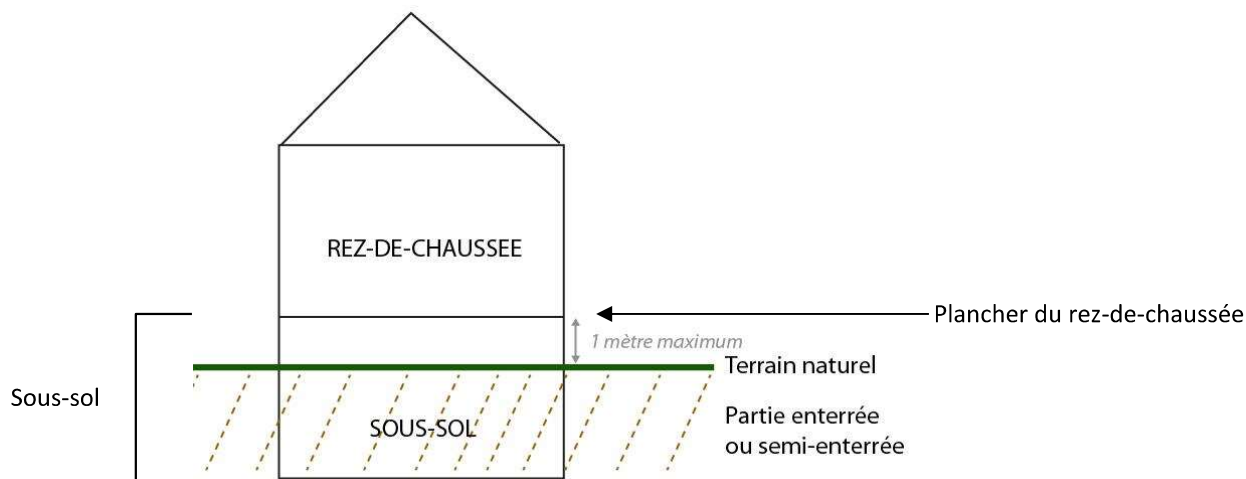 REZ-DE-CHAUSSEE
Plancher du rez-de-chaussée
1 mètre maximum
Terrain naturel
Sous-sol
SOUS-SOL
Partie enterrée
ou semi-enterrée